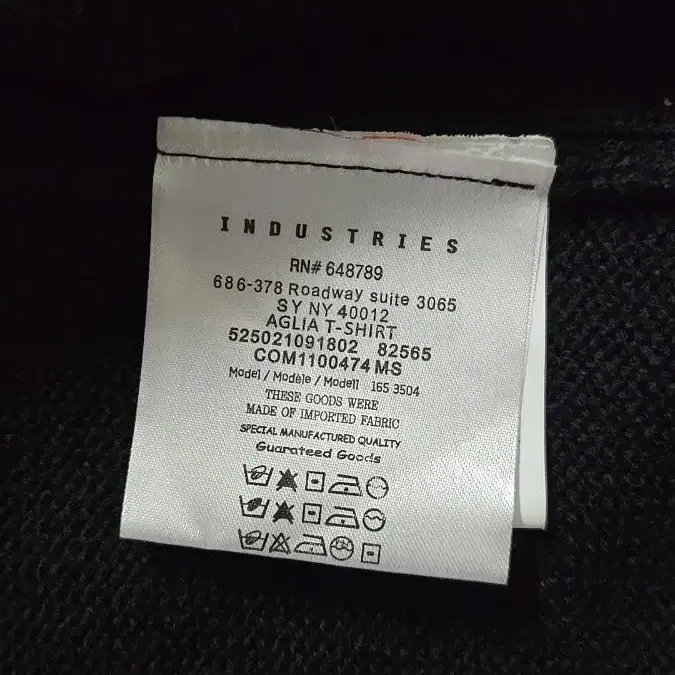 INDUSTRIES
RN# 648789
686-378 Roadway suite 3065
SY NY 40012
AGLIA T-SHIRT
525021091802 82565
COM1100474 MS
Model / Modèle / Modell 165 3504
THESE GOODS WERE
MADE OF IMPORTED FABRIC
SPECIAL MANUFACTURED QUALITY
Guarateed Goods